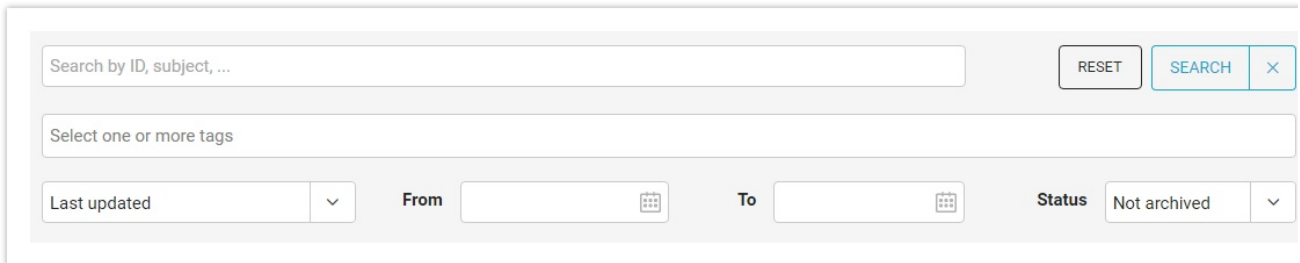 Search by ID, subject, ...
RESET
SEARCH
Select one or more tags
Last updated
From
To
Status
Not archived